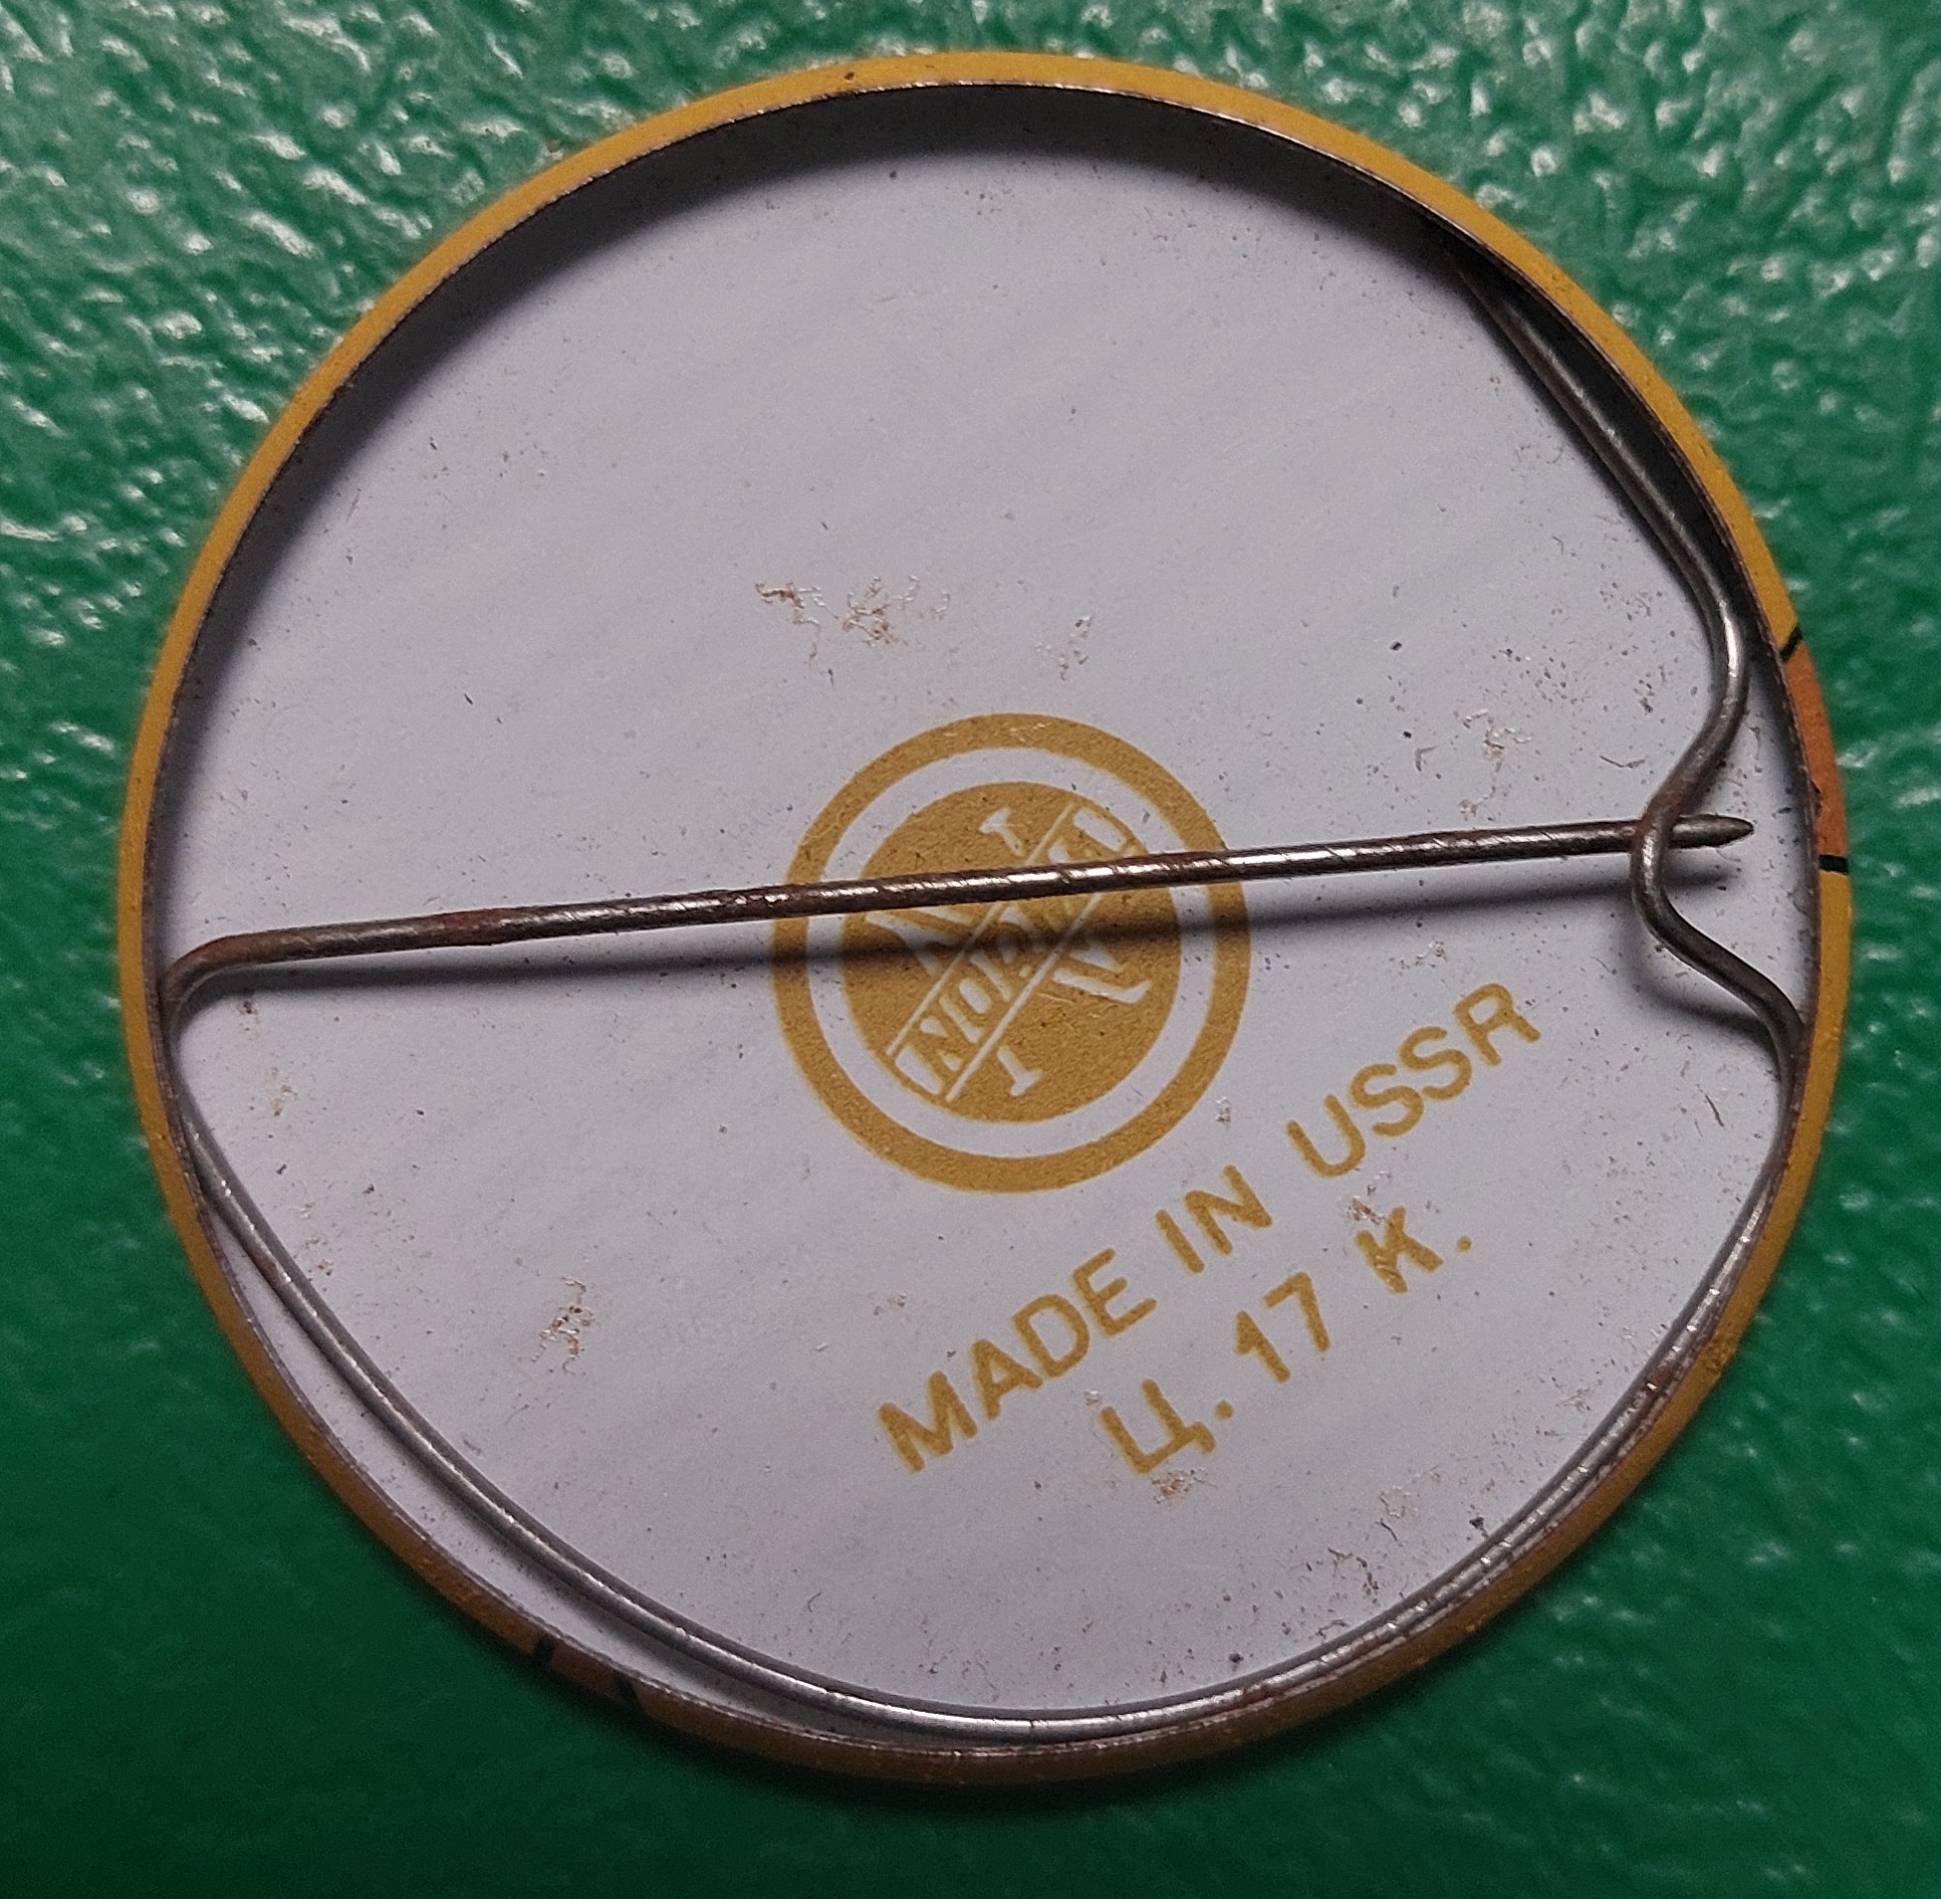 MADE IN USSR
Ц. 17 К.